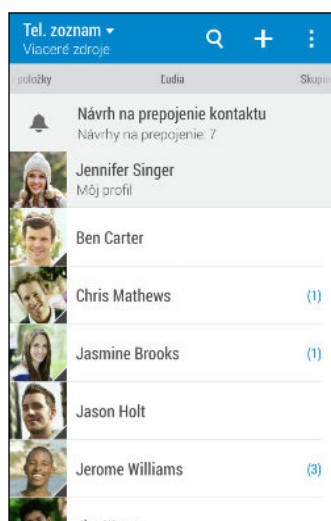 Tel. zoznam
Viaceré zdroje
položky Ľudia Skupin
Návrh na prepojenie kontaktu
Návrhy na prepojenie: 7
Jennifer Singer
Môj profil
Ben Carter
Chris Mathews (1)
Jasmine Brooks (1)
Jason Holt
Jerome Williams (3)